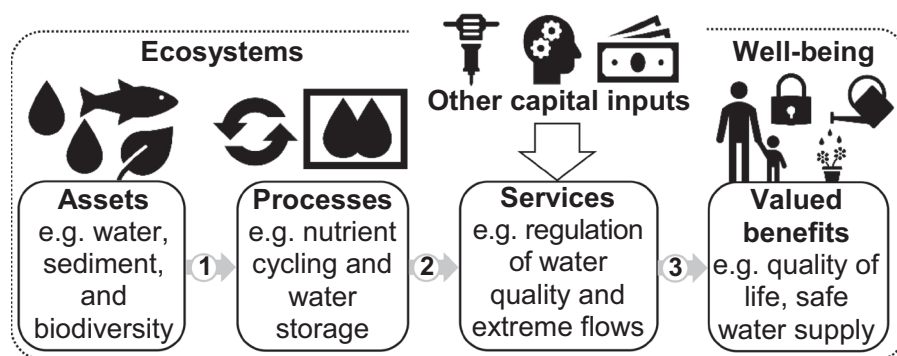 Ecosystems
Other capital inputs
Well-being
Assets
e.g. water,
sediment,
and
biodiversity
1
Processes
e.g. nutrient
cycling and
water
storage
2
Services
e.g. regulation
of water
quality and
extreme flows
3
Valued
benefits
e.g. quality of
life, safe
water supply